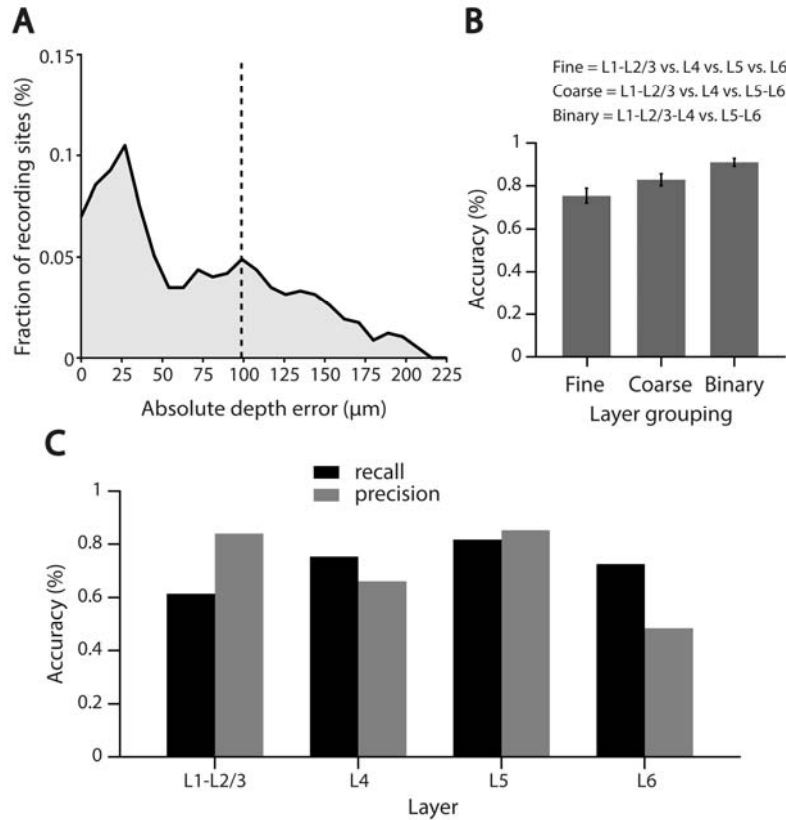 A
Fraction of recording sites (%)
0.15
0.1
0.05
0
0 25 50 75 100 125 150 175 200 225
Absolute depth error (μm)
B
Fine = L1-L2/3 vs. L4 vs. L5 vs. L6
Coarse = L1-L2/3 vs. L4 vs. L5-L6
Binary = L1-L2/3-L4 vs. L5-L6
Accuracy (%)
1
0.8
0.6
0.4
0.2
0
Fine Coarse Binary
Layer grouping
C
recall
precision
Accuracy (%)
1
0.8
0.6
0.4
0.2
0
L1-L2/3 L4 L5 L6
Layer